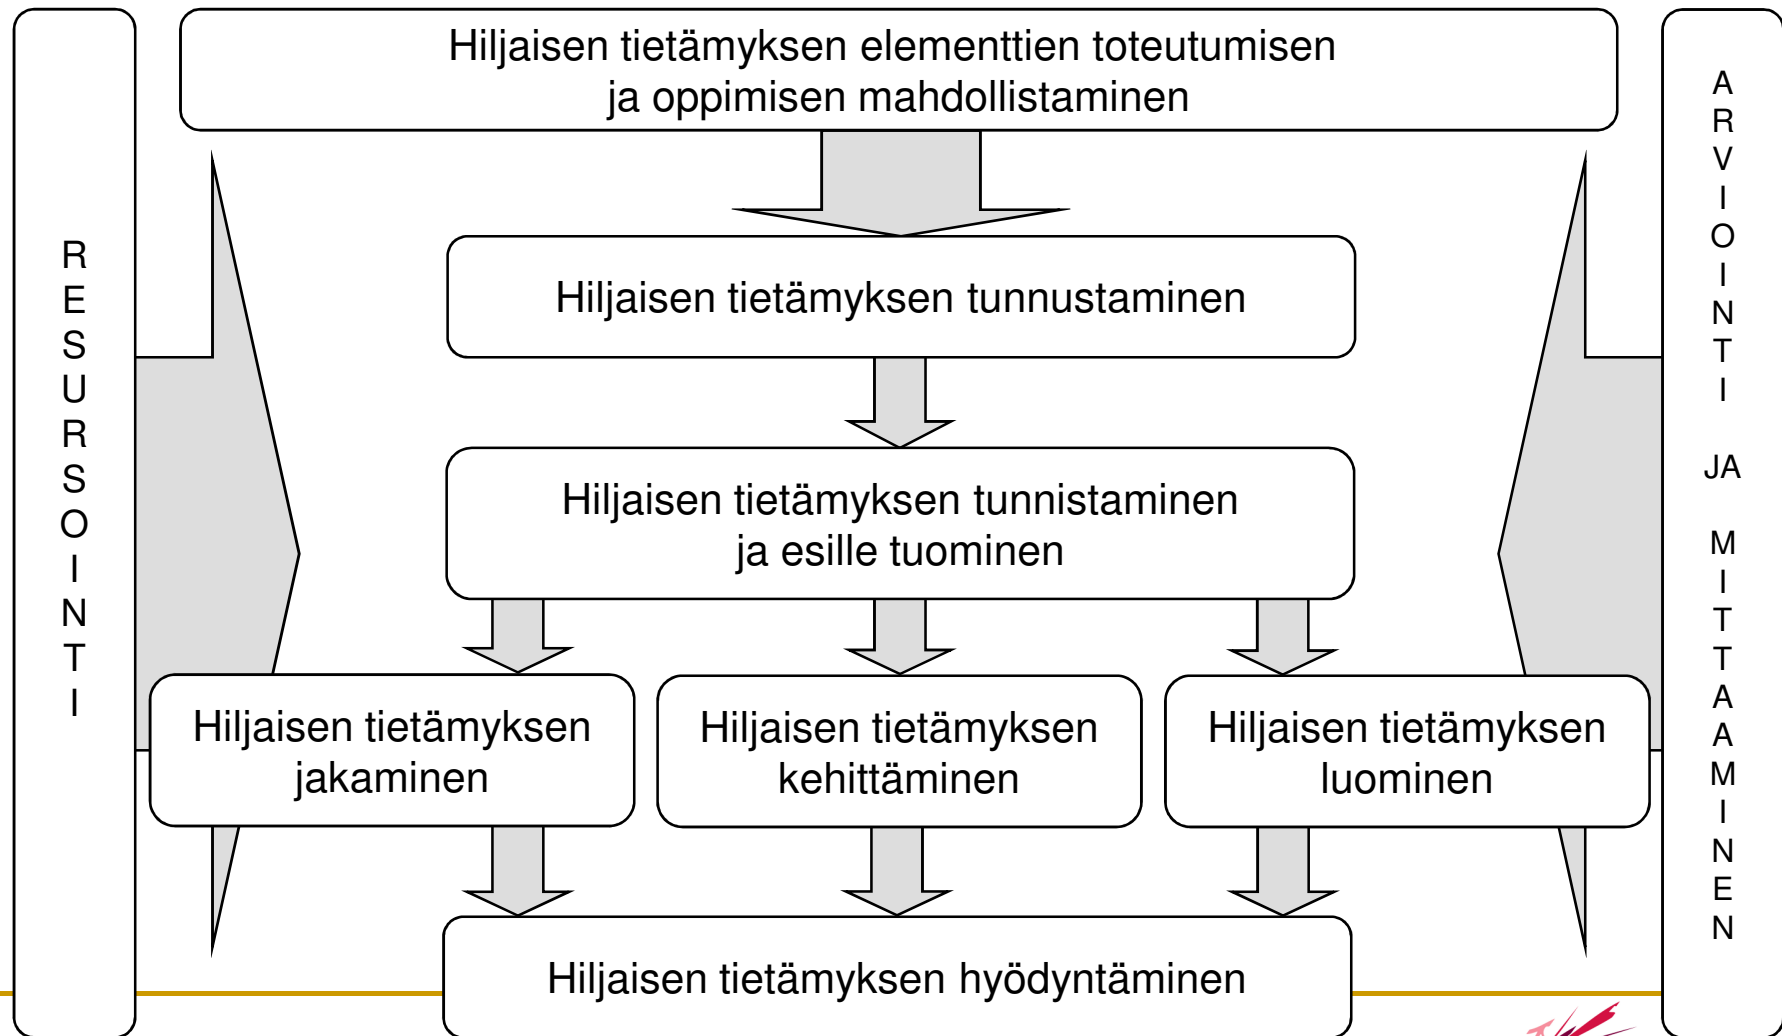 Hiljaisen tietämyksen elementtien toteutumisen
ja oppimisen mahdollistaminen
RESURSOINTI
Hiljaisen tietämyksen tunnustaminen
Hiljaisen tietämyksen tunnistaminen
ja esille tuominen
Hiljaisen tietämyksen
jakaminen
Hiljaisen tietämyksen
kehittäminen
Hiljaisen tietämyksen
luominen
Hiljaisen tietämyksen hyödyntäminen
ARVIOINTI JA MITTAAMINEN